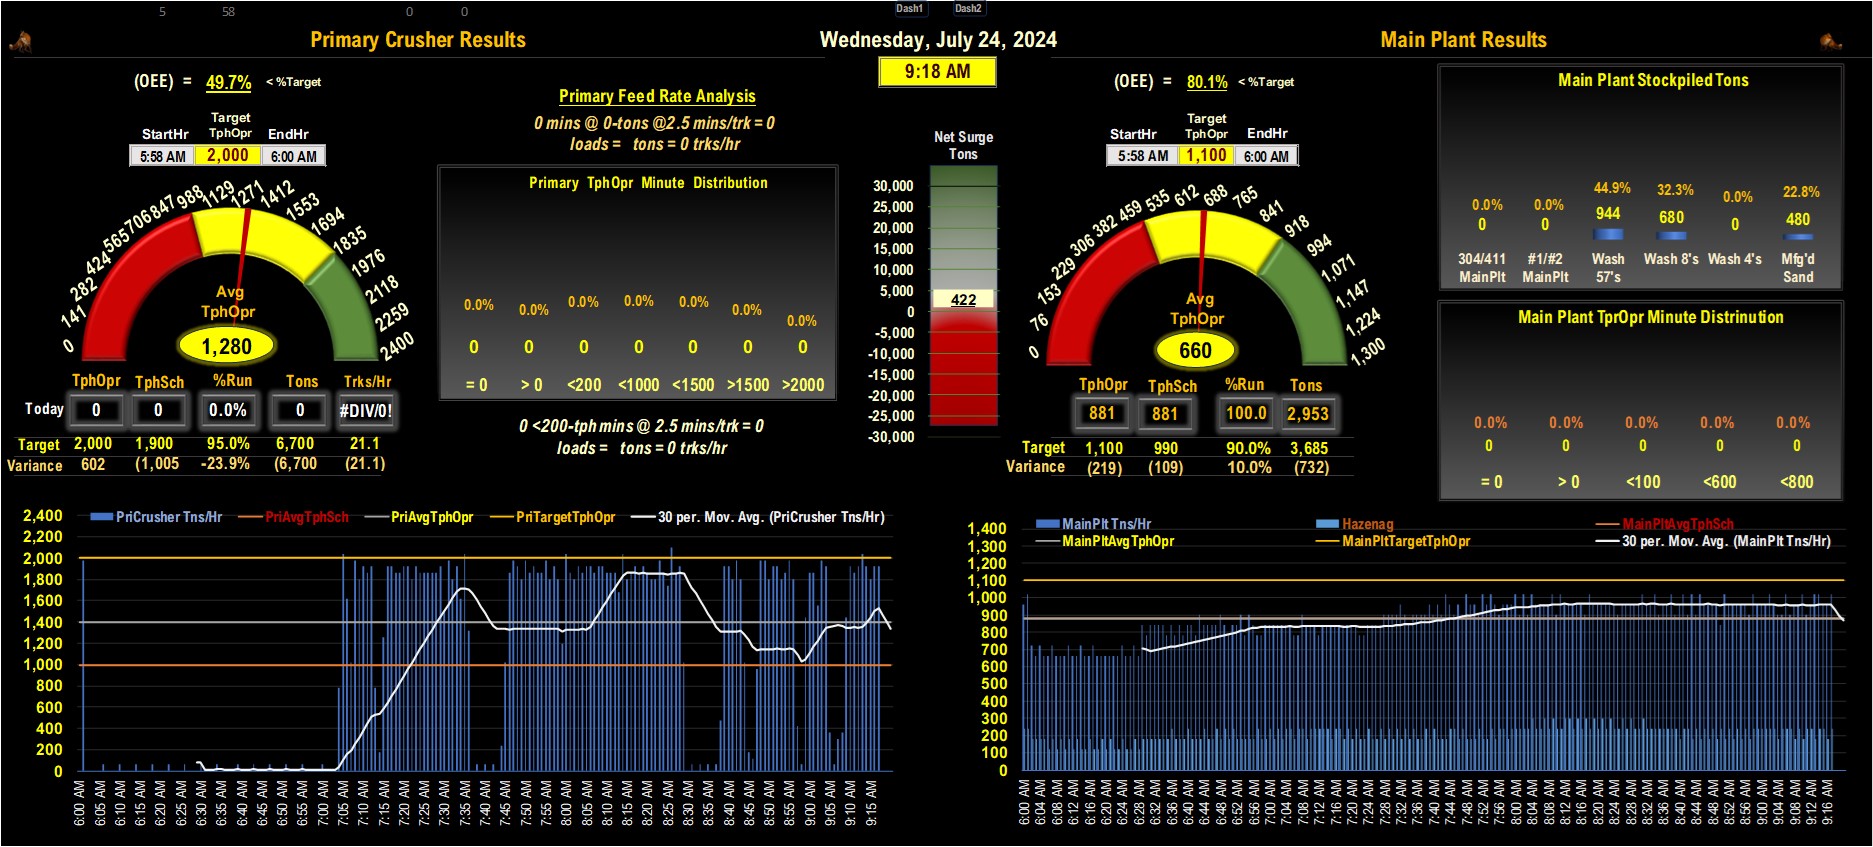 5 58 0 0 Dash1 Dash2
Primary Crusher Results
Wednesday, July 24, 2024
Main Plant Results
9:18 AM
(OEE) = 49.7% < %Target
Target
StartHr TphOpr EndHr
5:58 AM 2,000 6:00 AM
0 141 282 424 565 706 847 988 1129 1271 1412 1553 1694 1835 1976 2118 2259 2400
Avg
TphOpr
1,280
TphOpr TphSch %Run Tons Trks/Hr
Today 0 0 0.0% 0 #DIV/0!
Target 2,000 1,900 95.0% 6,700 21.1
Variance 602 (1,005 -23.9% (6,700 (21.1)
Primary Feed Rate Analysis
0 mins @ 0-tons @2.5 mins/trk = 0
loads = tons = 0 trks/hr
Primary TphOpr Minute Distribution
0.0% 0.0% 0.0% 0.0% 0.0% 0.0% 0.0%
0 0 0 0 0 0 0
= 0 > 0 <200 <1000 <1500 >1500 >2000
0 <200-tph mins @ 2.5 mins/trk = 0
loads = tons = 0 trks/hr
Net Surge
Tons
30,000
25,000
20,000
15,000
10,000
5,000
422
0
-5,000
-10,000
-15,000
-20,000
-25,000
-30,000
(OEE) = 80.1% < %Target
Target
StartHr TphOpr EndHr
5:58 AM 1,100 6:00 AM
0 76 153 229 306 382 459 535 612 688 765 841 918 994 1,071 1,147 1,224 1,300
Avg
TphOpr
660
TphOpr TphSch %Run Tons
881 881 100.0 2,953
Target 1,100 990 90.0% 3,685
Variance (219) (109) 10.0% (732)
Main Plant Stockpiled Tons
0.0% 0.0% 44.9% 32.3% 0.0% 22.8%
0 0 944 680 0 480
304/411 #1/#2 Wash Wash 8's Wash 4's Mfg'd
MainPlt MainPlt 57's Sand
Main Plant TprOpr Minute Distrinution
0.0% 0.0% 0.0% 0.0% 0.0%
0 0 0 0 0
= 0 > 0 <100 <600 <800
PriCrusher Tns/Hr PriAvgTphSch PriAvgTphOpr PriTargetTphOpr 30 per. Mov. Avg. (PriCrusher Tns/Hr)
2,400
2,200
2,000
1,800
1,600
1,400
1,200
1,000
800
600
400
200
0
6:00 AM 6:05 AM 6:10 AM 6:15 AM 6:20 AM 6:25 AM 6:30 AM 6:35 AM 6:40 AM 6:45 AM 6:50 AM 6:55 AM 7:00 AM 7:05 AM 7:10 AM 7:15 AM 7:20 AM 7:25 AM 7:30 AM 7:35 AM 7:40 AM 7:45 AM 7:50 AM 7:55 AM 8:00 AM 8:05 AM 8:10 AM 8:15 AM 8:20 AM 8:25 AM 8:30 AM 8:35 AM 8:40 AM 8:45 AM 8:50 AM 8:55 AM 9:00 AM 9:05 AM 9:10 AM 9:15 AM
MainPlt Tns/Hr Hazenag MainPltAvgTphSch
MainPltAvgTphOpr MainPltTargetTphOpr 30 per. Mov. Avg. (MainPlt Tns/Hr)
1,400
1,300
1,200
1,100
1,000
900
800
700
600
500
400
300
200
100
0
6:00 AM 6:04 AM 6:08 AM 6:12 AM 6:16 AM 6:20 AM 6:24 AM 6:28 AM 6:32 AM 6:36 AM 6:40 AM 6:44 AM 6:48 AM 6:52 AM 6:56 AM 7:00 AM 7:04 AM 7:08 AM 7:12 AM 7:16 AM 7:20 AM 7:24 AM 7:28 AM 7:32 AM 7:36 AM 7:40 AM 7:44 AM 7:48 AM 7:52 AM 7:56 AM 8:00 AM 8:04 AM 8:08 AM 8:12 AM 8:16 AM 8:20 AM 8:24 AM 8:28 AM 8:32 AM 8:36 AM 8:40 AM 8:44 AM 8:48 AM 8:52 AM 8:56 AM 9:00 AM 9:04 AM 9:08 AM 9:12 AM 9:16 AM